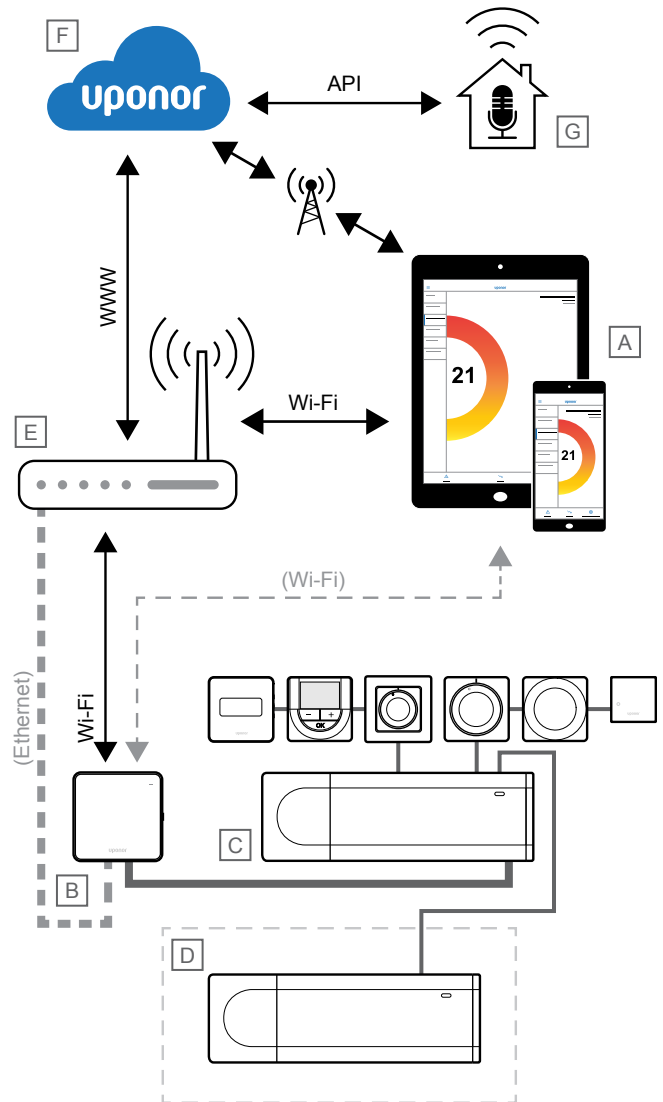 F
uponor
API
G
WWW
uponor
21
A
uponor
21
E
Wi-Fi
(Wi-Fi)
(Ethernet)
Wi-Fi
OK
uponor
B
C
D